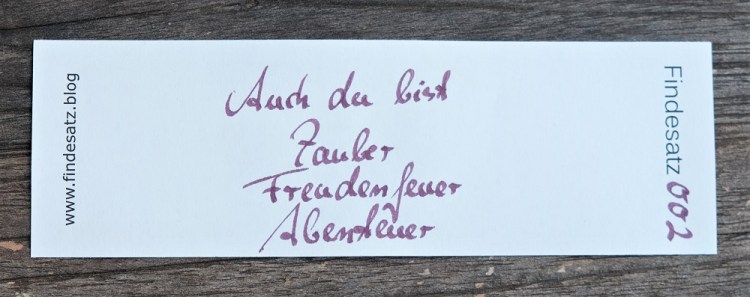 www.findesatz.blog
Auch du bist
Zauber
Freudenfeuer
Abenteuer
Findesatz 002